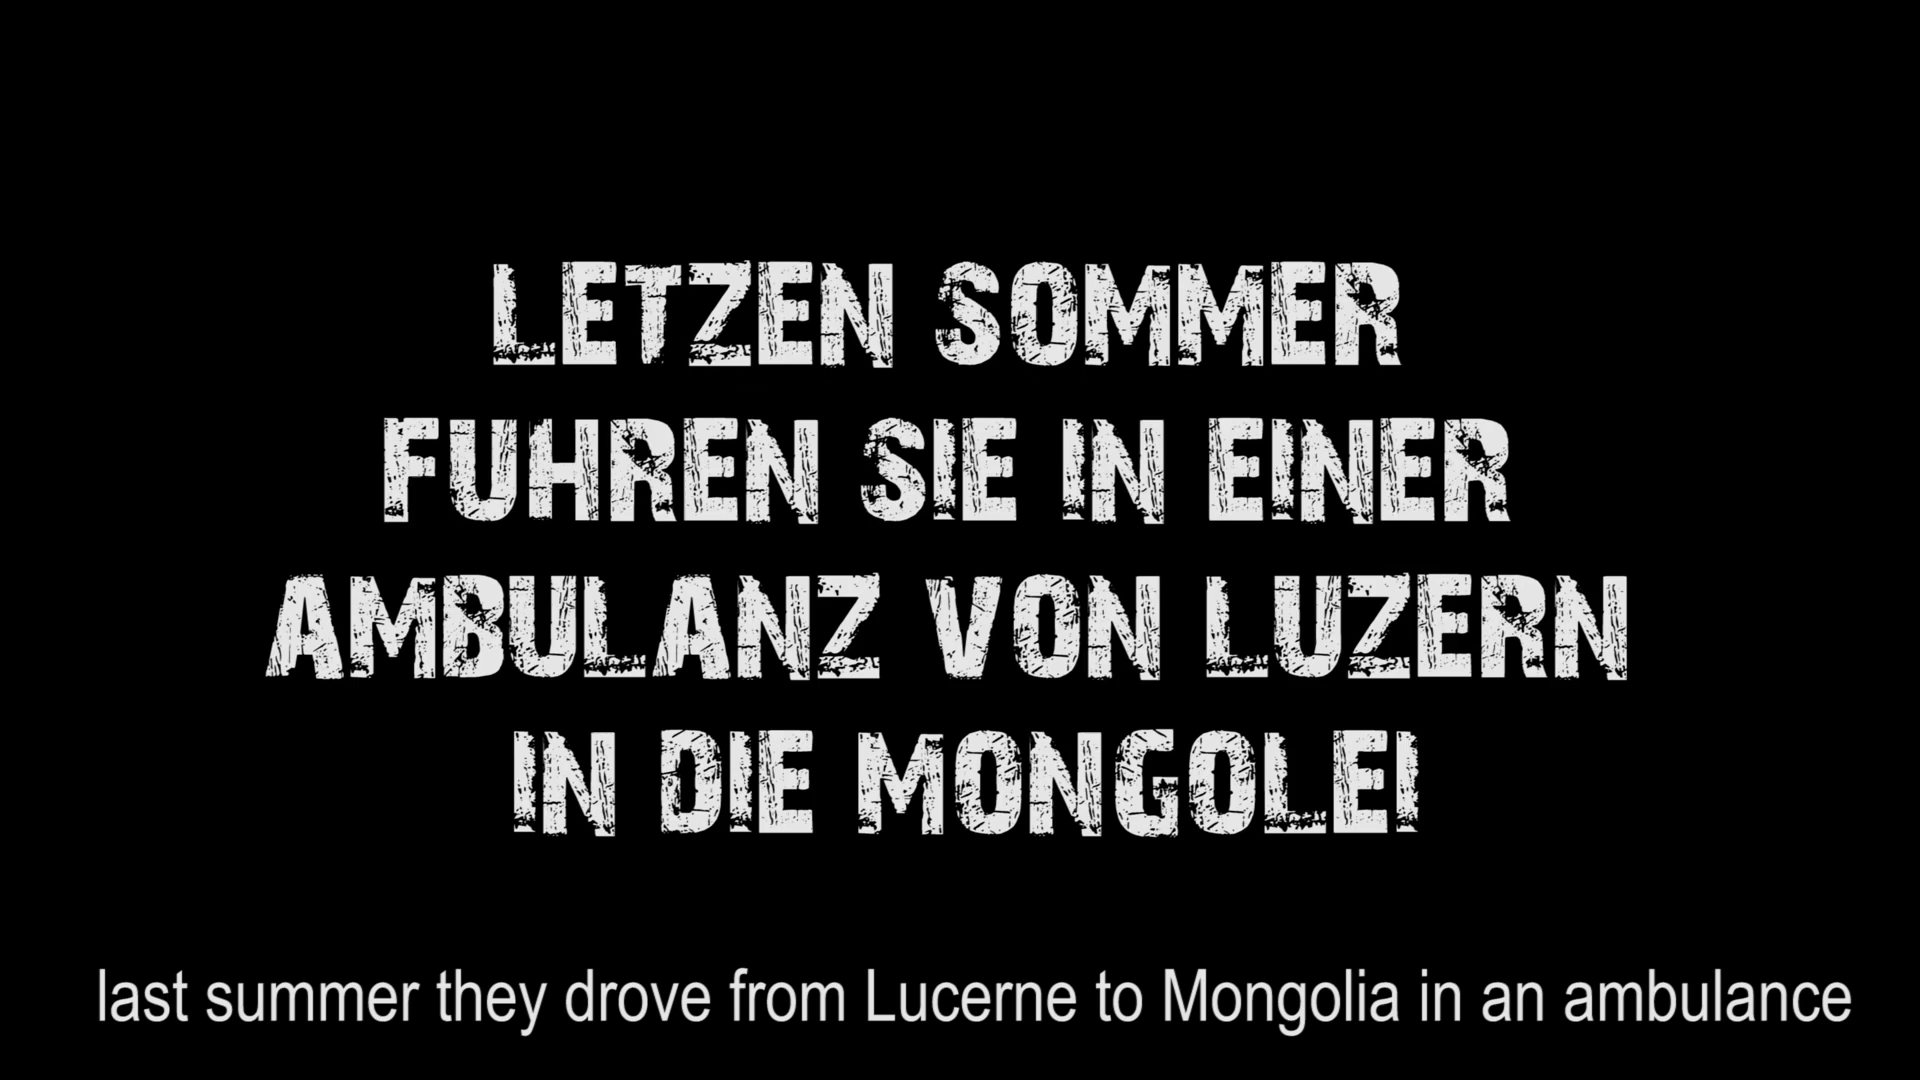 LETZEN SOMMER
FUHREN SIE IN EINER
AMBULANZ VON LUZERN
IN DIE MONGOLEI
last summer they drove from Lucerne to Mongolia in an ambulance